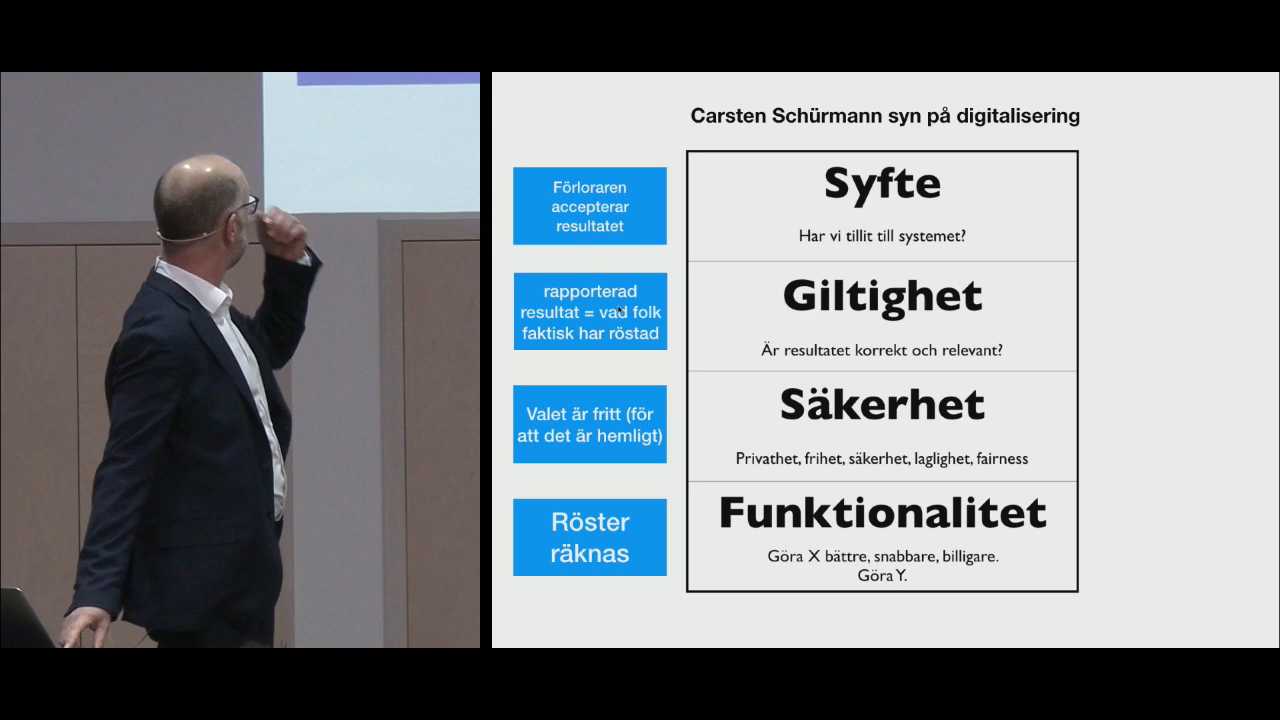 Carsten Schürmann syn på digitalisering
Förloraren
accepterar
resultatet
Syfte
Har vi tillit till systemet?
rapporterad
resultat = vad folk
faktisk har röstad
Giltighet
Är resultatet korrekt och relevant?
Valet är fritt (för
att det är hemligt)
Säkerhet
Privathet, frihet, säkerhet, laglighet, fairness
Röster
räknas
Funktionalitet
Göra X bättre, snabbare, billigare.
Göra Y.